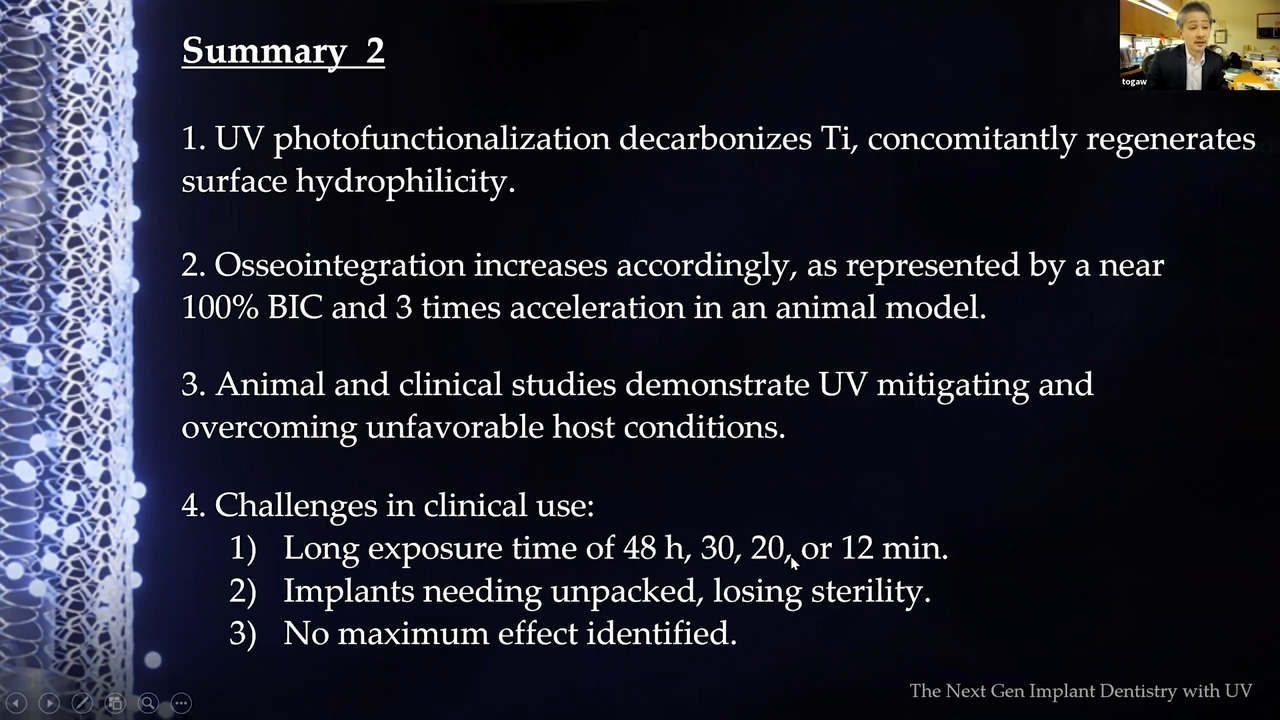 Summary 2
togaw
1. UV photofunctionalization decarbonizes Ti, concomitantly regenerates
surface hydrophilicity.
2. Osseointegration increases accordingly, as represented by a near
100% BIC and 3 times acceleration in an animal model.
3. Animal and clinical studies demonstrate UV mitigating and
overcoming unfavorable host conditions.
4. Challenges in clinical use:
1) Long exposure time of 48 h, 30, 20, or 12 min.
2) Implants needing unpacked, losing sterility.
3) No maximum effect identified.
The Next Gen Implant Dentistry with UV